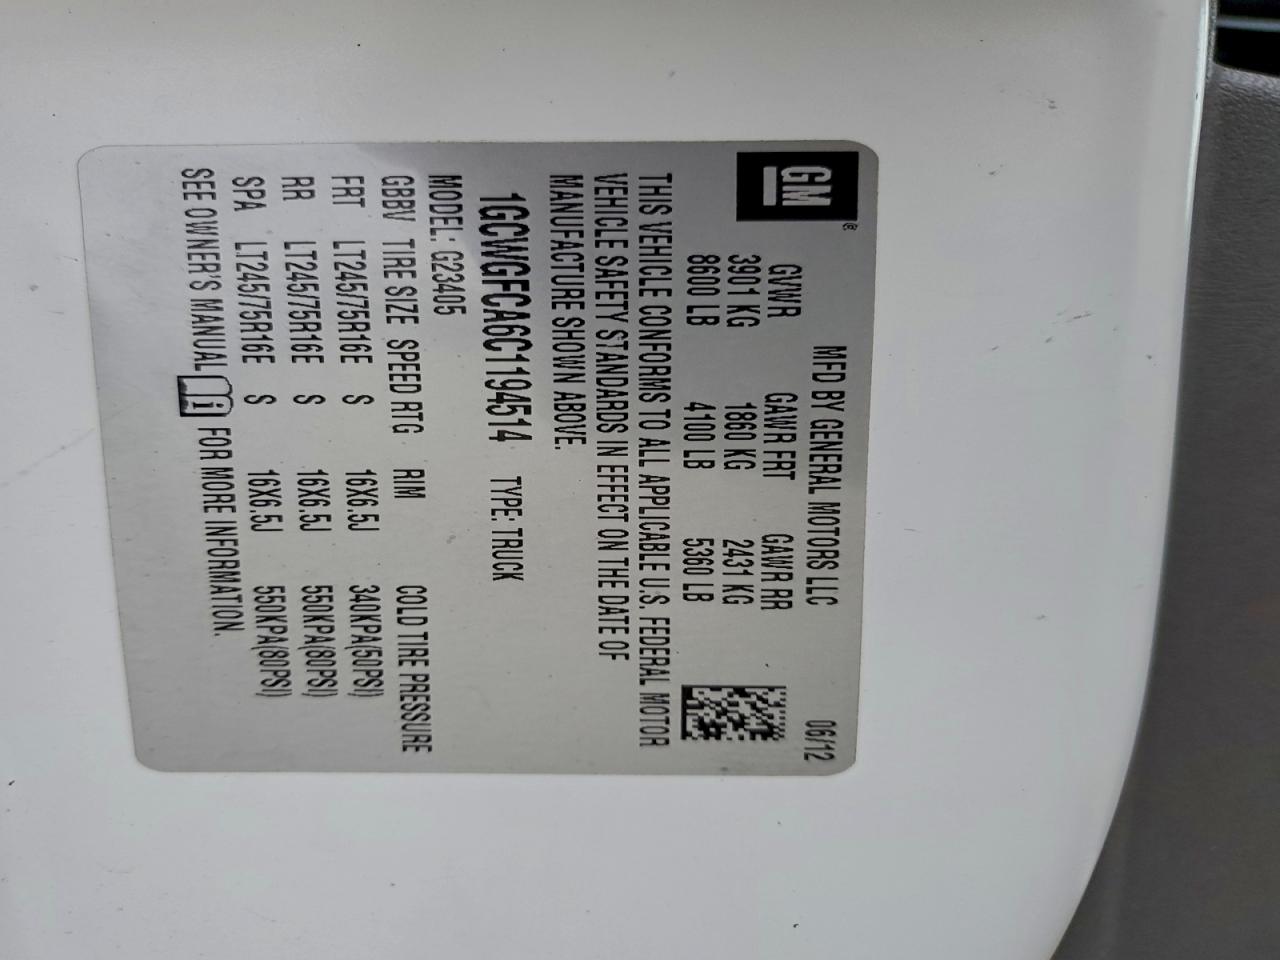 GM®
MFD BY GENERAL MOTORS LLC 06/12
GVWR GAWR FRT GAWR RR
3901 KG 1860 KG 2431 KG
8600 LB 4100 LB 5360 LB
THIS VEHICLE CONFORMS TO ALL APPLICABLE U.S. FEDERAL MOTOR
VEHICLE SAFETY STANDARDS IN EFFECT ON THE DATE OF
MANUFACTURE SHOWN ABOVE.
1GCWGFCA6C1194514 TYPE: TRUCK
MODEL: G23405
GBBV TIRE SIZE SPEED RTG RIM COLD TIRE PRESSURE
FRT LT245/75R16E S 16X6.5J 340KPA(50PSI)
RR LT245/75R16E S 16X6.5J 550KPA(80PSI)
SPA LT245/75R16E S 16X6.5J 550KPA(80PSI)
SEE OWNER'S MANUAL i FOR MORE INFORMATION.